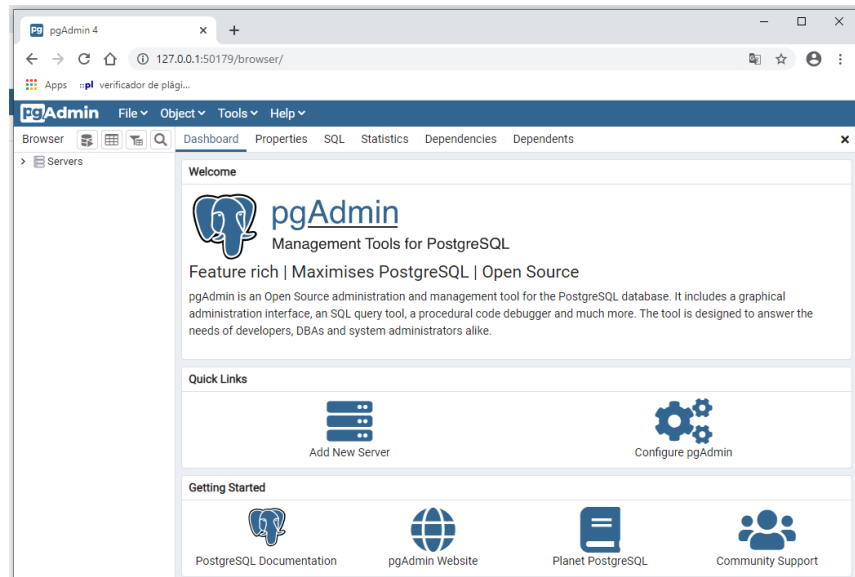 pgAdmin 4
127.0.0.1:50179/browser/
Apps verificador de plági...
pgAdmin File Object Tools Help
Browser Dashboard Properties SQL Statistics Dependencies Dependents
Servers
Welcome
pgAdmin
Management Tools for PostgreSQL
Feature rich | Maximises PostgreSQL | Open Source
pgAdmin is an Open Source administration and management tool for the PostgreSQL database. It includes a graphical
administration interface, an SQL query tool, a procedural code debugger and much more. The tool is designed to answer the
needs of developers, DBAs and system administrators alike.
Quick Links
Add New Server Configure pgAdmin
Getting Started
PostgreSQL Documentation pgAdmin Website Planet PostgreSQL Community Support